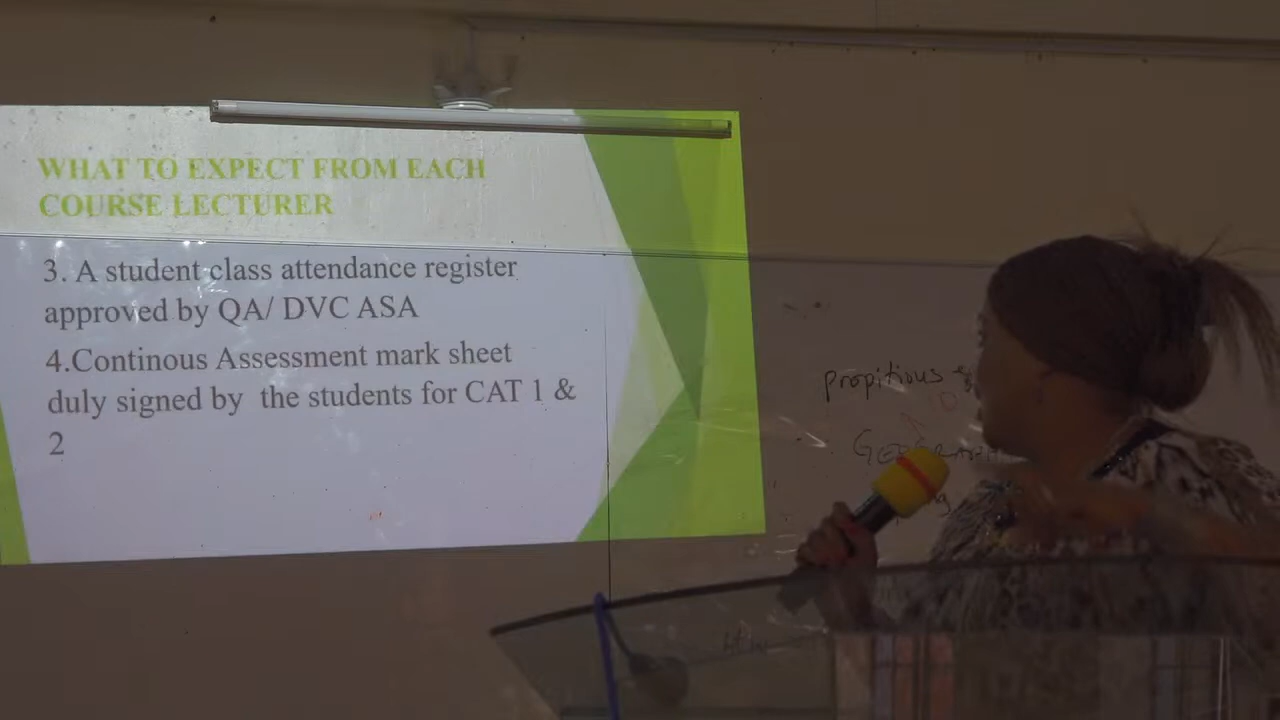 WHAT TO EXPECT FROM EACH
COURSE LECTURER
3. A student class attendance register
approved by QA/ DVC ASA
4.Continous Assessment mark sheet
duly signed by the students for CAT 1 &
2
propitious